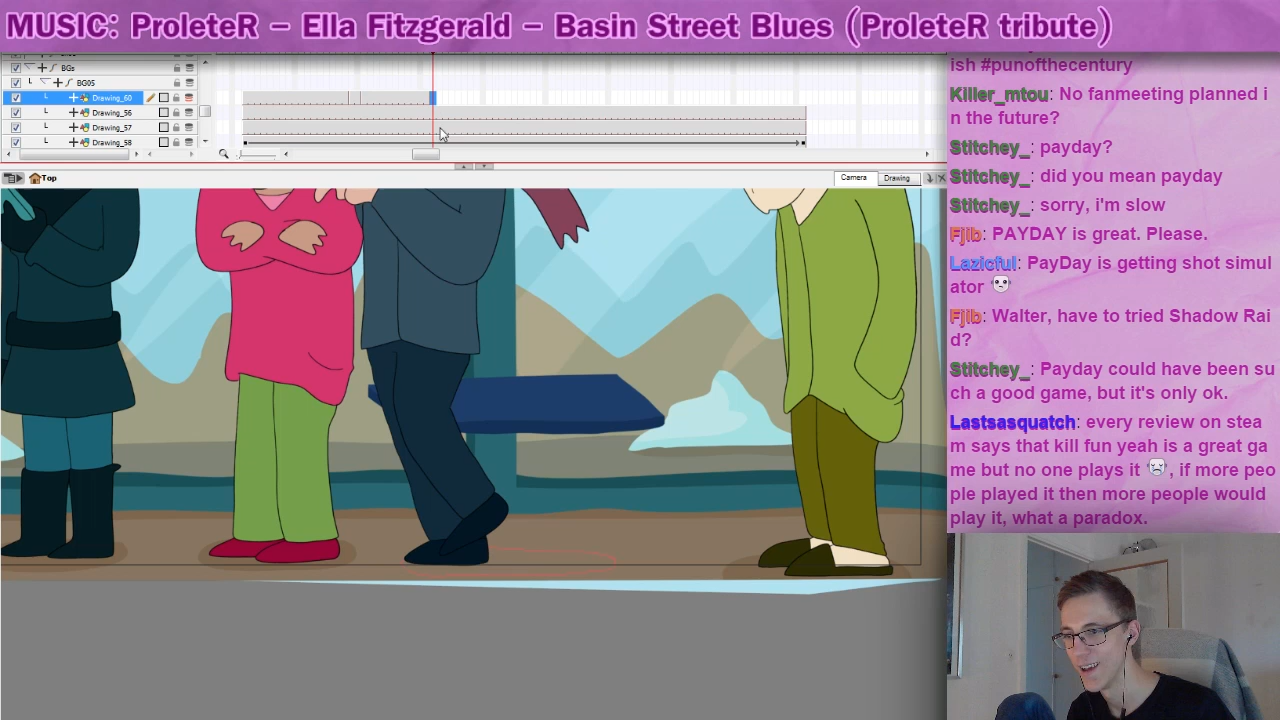 MUSIC: ProleteR – Ella Fitzgerald – Basin Street Blues (ProleteR tribute)
BGs
BG05
Drawing_60
Drawing_56
Drawing_57
Drawing_58
Top
Camera
Drawing
ish #punofthecentury
Killer_mtou: No fanmeeting planned i
n the future?
Stitchey_: payday?
Stitchey_: did you mean payday
Stitchey_: sorry, i'm slow
Fjib: PAYDAY is great. Please.
Lazicful: PayDay is getting shot simul
ator
Fjib: Walter, have to tried Shadow Rai
d?
Stitchey_: Payday could have been su
ch a good game, but it's only ok.
Lastsasquatch: every review on stea
m says that kill fun yeah is a great ga
me but no one plays it , if more peo
ple played it then more people would
play it, what a paradox.